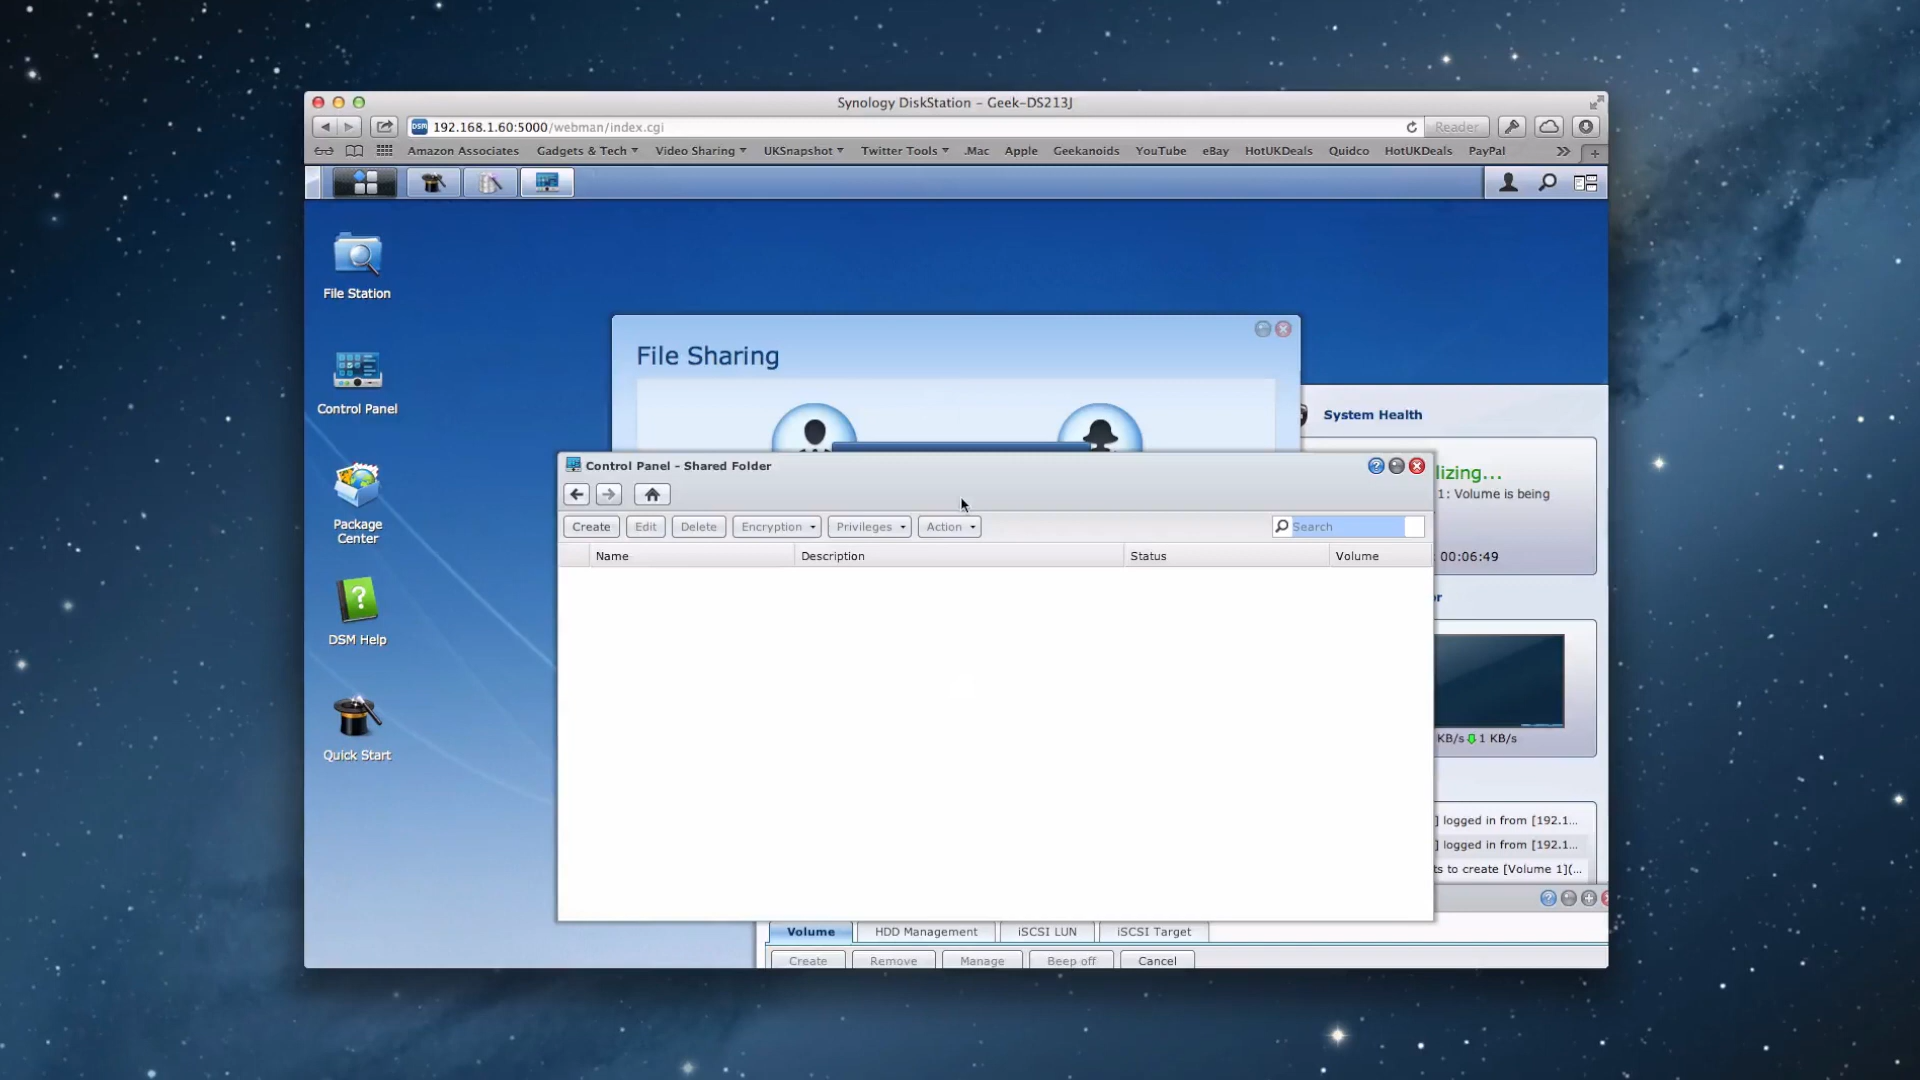 Synology DiskStation – Geek-DS213J
DSM 192.168.1.60:5000/webman/index.cgi Reader
Amazon Associates Gadgets & Tech Video Sharing UKSnapshot Twitter Tools .Mac Apple Geekanoids YouTube eBay HotUKDeals Quidco HotUKDeals PayPal
File Station
Control Panel
Package Center
DSM Help
Quick Start
File Sharing
System Health
lizing...
1: Volume is being
00:06:49
Control Panel - Shared Folder
Create Edit Delete Encryption Privileges Action Search
Name Description Status Volume
or
KB/s 1 KB/s
] logged in from [192.1...
] logged in from [192.1...
ts to create [Volume 1](...
Volume HDD Management iSCSI LUN iSCSI Target
Create Remove Manage Beep off Cancel